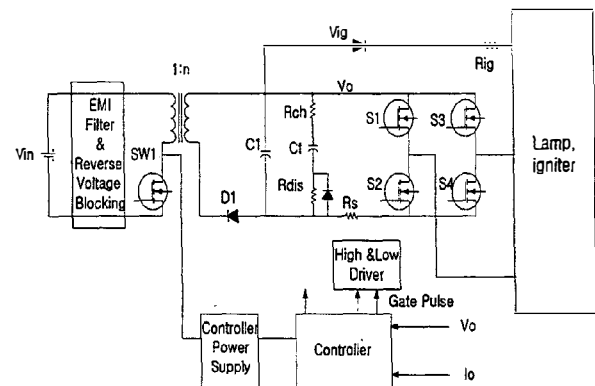 Vig
Rig
1:n
Vo
EMI
Filter
&
Reverse
Voltage
Blocking
Vin
SW1
C1
Rch
Cf
Rdis
D1
Rs
S1
S3
S2
S4
Lamp,
igniter
High &Low
Driver
Gate Pulse
Controller
Power
Supply
Controller
Vo
Io